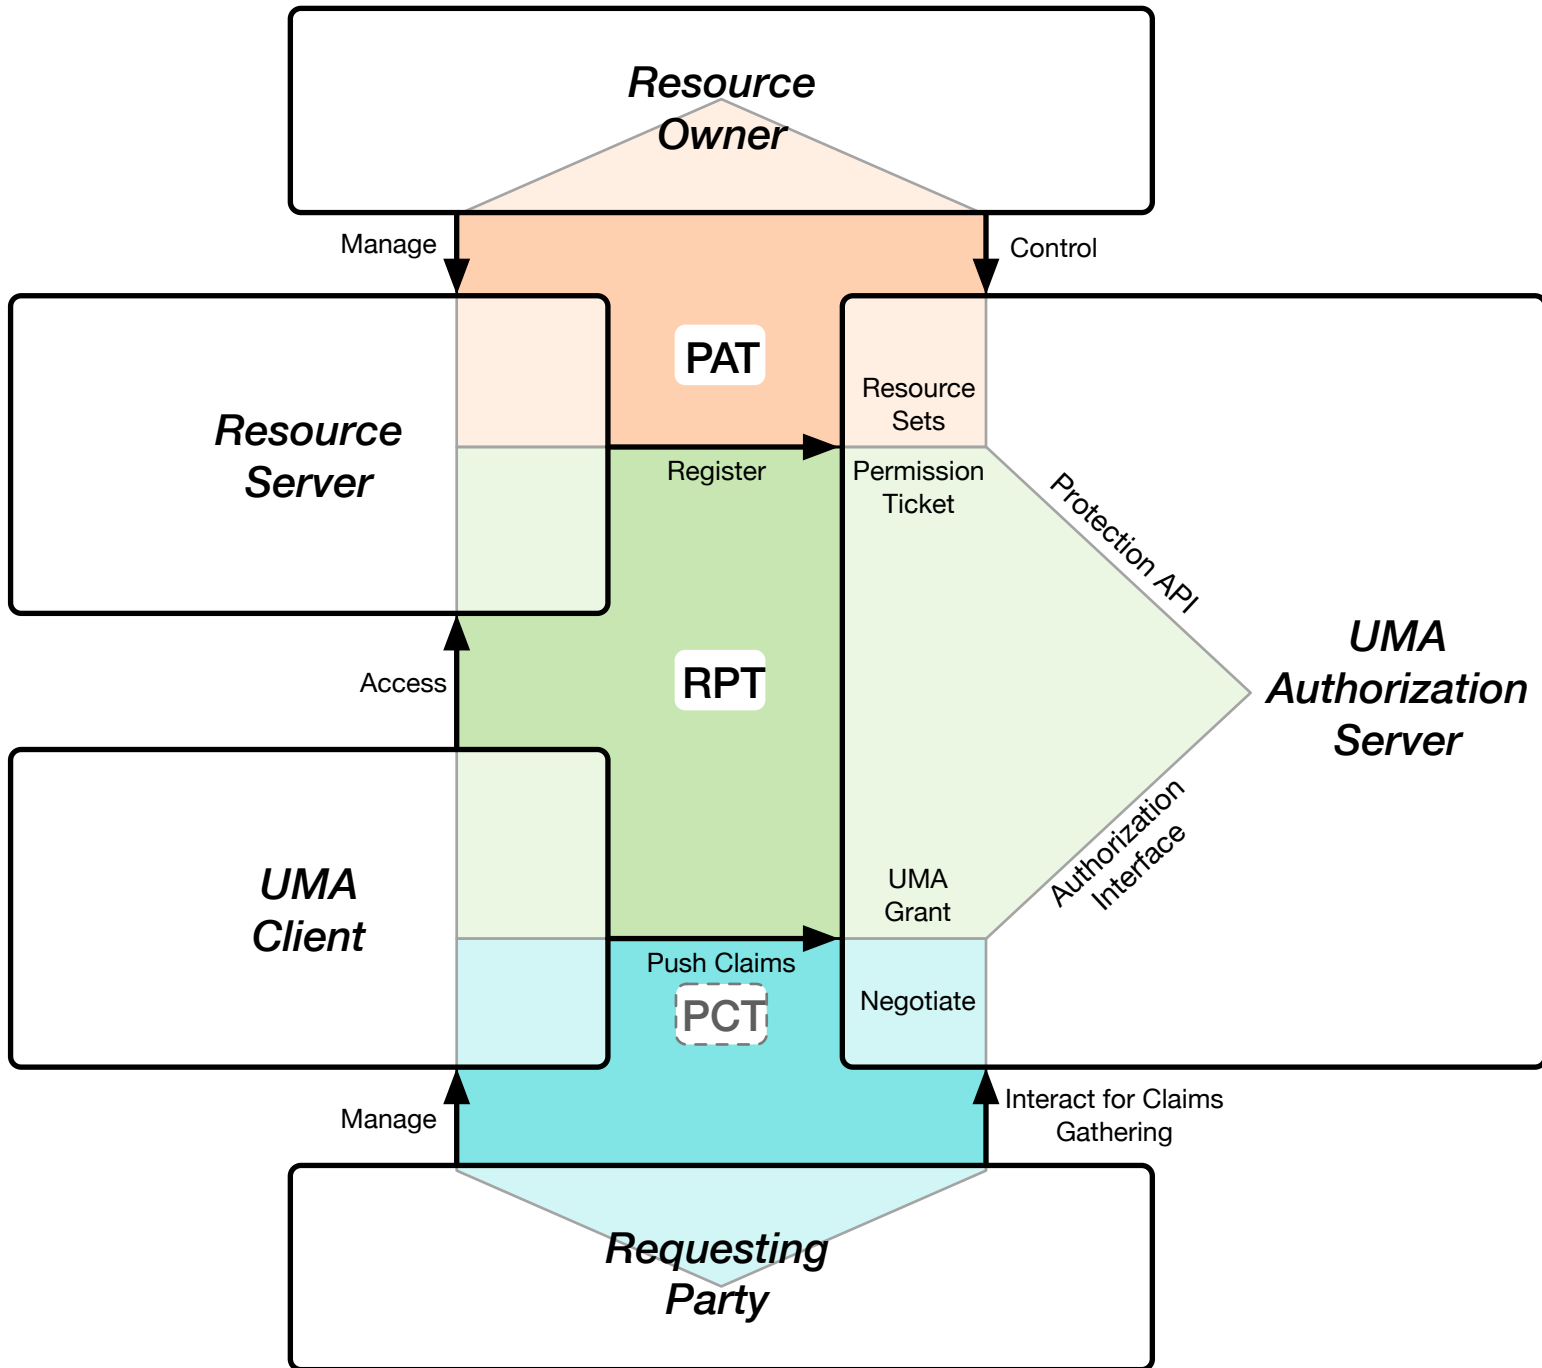 Resource
Owner
Manage
Control
PAT
Resource
Sets
Resource
Server
Register
Permission
Ticket
Protection API
Access
RPT
UMA
Authorization
Server
UMA
Client
UMA
Grant
Authorization
Interface
Push Claims
PCT
Negotiate
Manage
Interact for Claims
Gathering
Requesting
Party